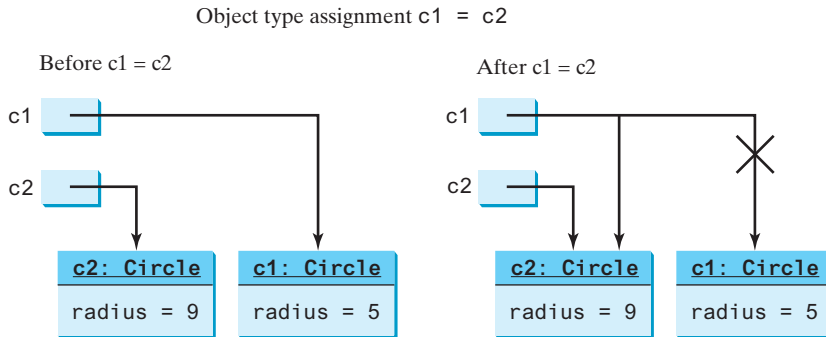 Object type assignment c1 = c2
Before c1 = c2
c1
c2
c2: Circle
radius = 9
c1: Circle
radius = 5
After c1 = c2
c1
c2
c2: Circle
radius = 9
c1: Circle
radius = 5